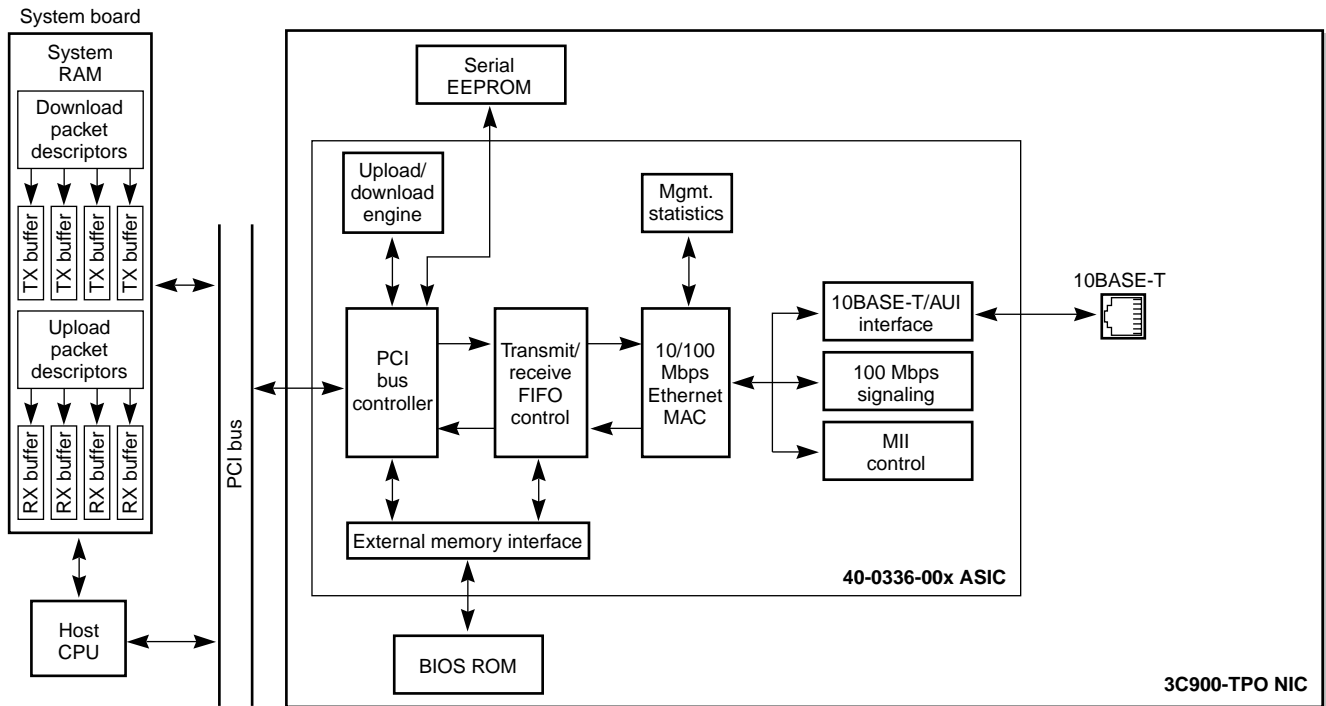 System board
System
RAM
Download
packet
descriptors
TX buffer
TX buffer
TX buffer
TX buffer
Upload
packet
descriptors
RX buffer
RX buffer
RX buffer
RX buffer
Host
CPU
PCI bus
Serial
EEPROM
Upload/
download
engine
Mgmt.
statistics
PCI
bus
controller
Transmit/
receive
FIFO
control
10/100
Mbps
Ethernet
MAC
10BASE-T/AUI
interface
100 Mbps
signaling
MII
control
10BASE-T
External memory interface
40-0336-00x ASIC
BIOS ROM
3C900-TPO NIC